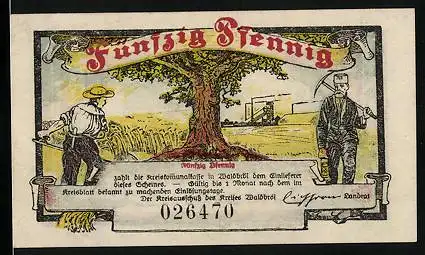 Fünfzig Pfennig
Fünfzig Pfennig
zahlt die Kreiskommunalkasse in Waldbröl dem Einlieferer
dieses Scheines. — Gültig bis 1 Monat nach dem im
Kreisblatt bekannt zu machenden Einlösungstage.
Der Kreisausschuß des Kreises Waldbröl
Landrat
026470